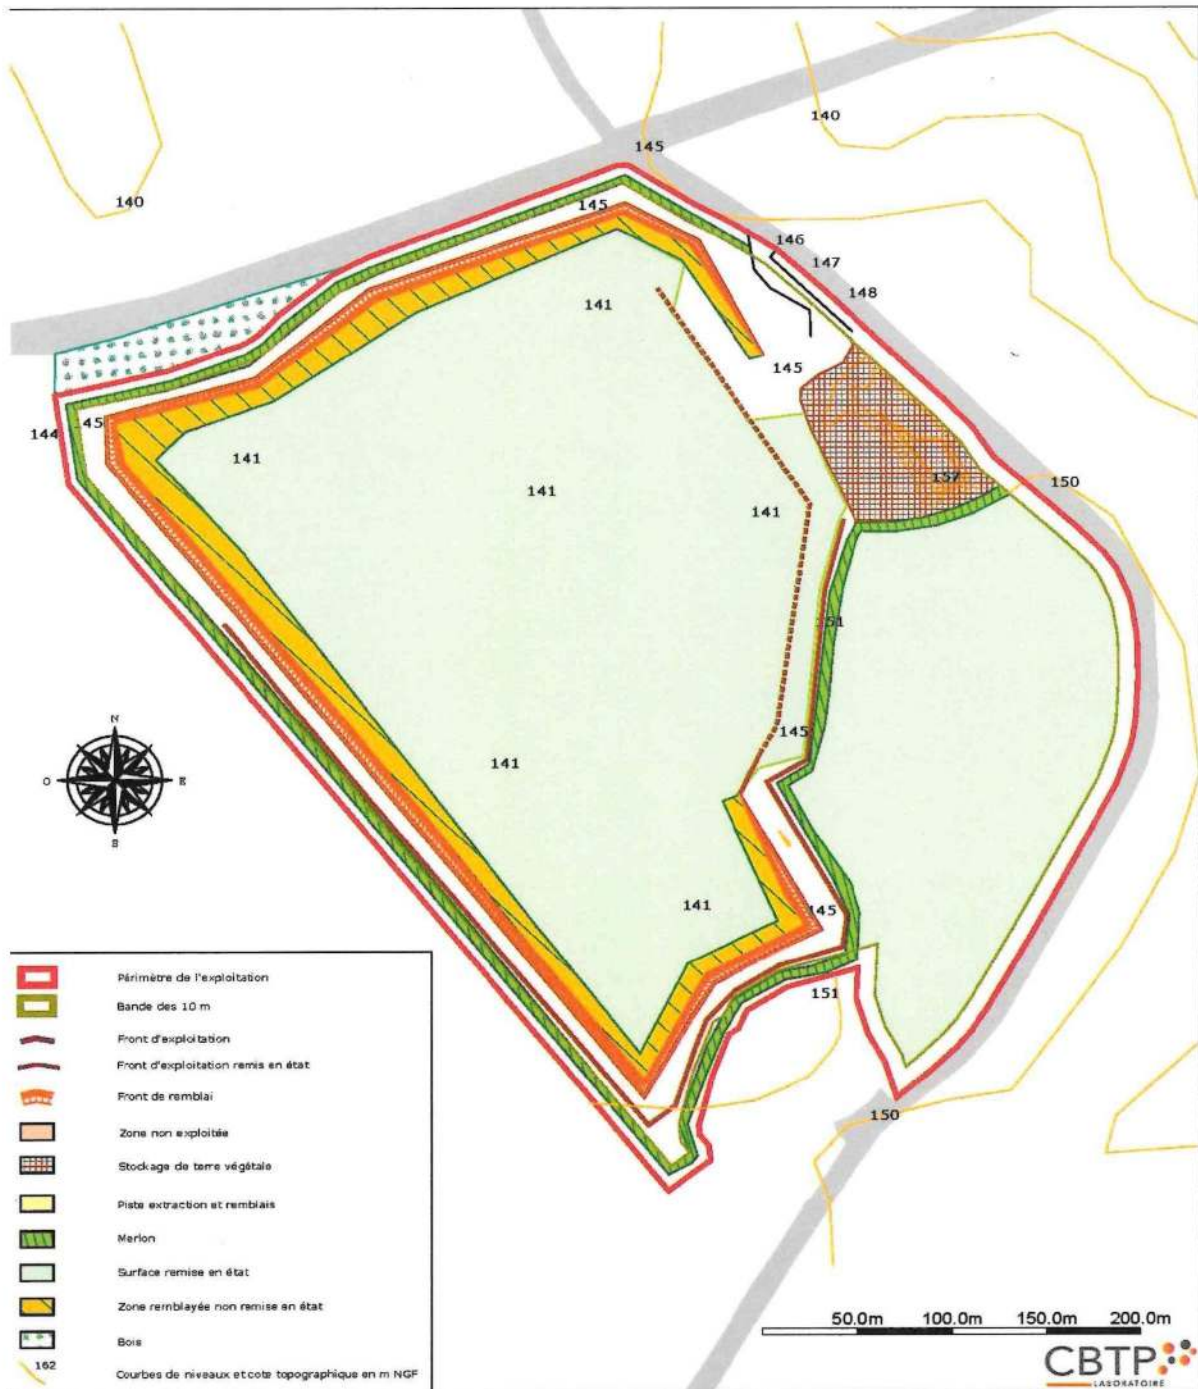 140
145
140
145
146
147
148
141
145
144
145
141
141
157
150
141
151
N
O
E
S
145
141
141
145
151
150
Périmètre de l'exploitation
Bande des 10 m
Front d'exploitation
Front d'exploitation remis en état
Front de remblai
Zone non exploitée
Stockage de terre végétale
Piste extraction et remblais
Merlon
Surface remise en état
Zone remblayée non remise en état
Bois
162 Courbes de niveaux et cote topographique en m NGF
50.0m 100.0m 150.0m 200.0m
CBTP
LABORATOIRE